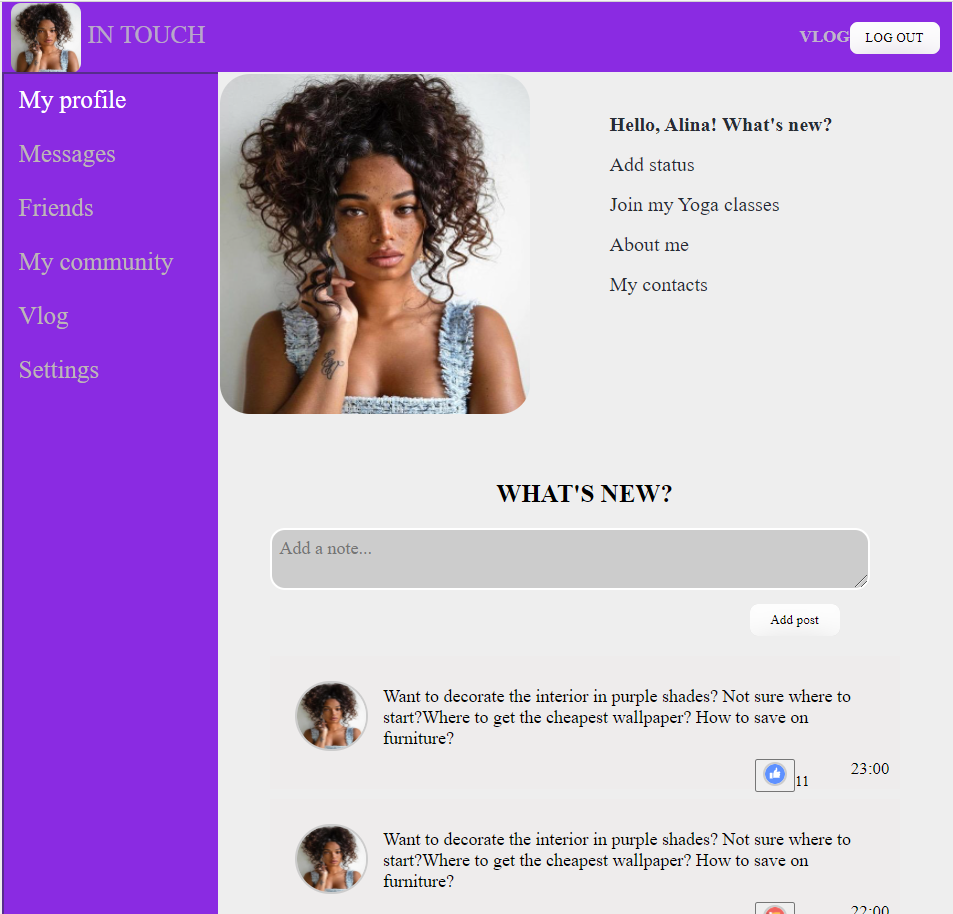 IN TOUCH
VLOG
LOG OUT
My profile
Messages
Friends
My community
Vlog
Settings
Hello, Alina! What's new?
Add status
Join my Yoga classes
About me
My contacts
WHAT'S NEW?
Add a note...
Add post
Want to decorate the interior in purple shades? Not sure where to
start?Where to get the cheapest wallpaper? How to save on
furniture?
11
23:00
Want to decorate the interior in purple shades? Not sure where to
start?Where to get the cheapest wallpaper? How to save on
furniture?
22:00